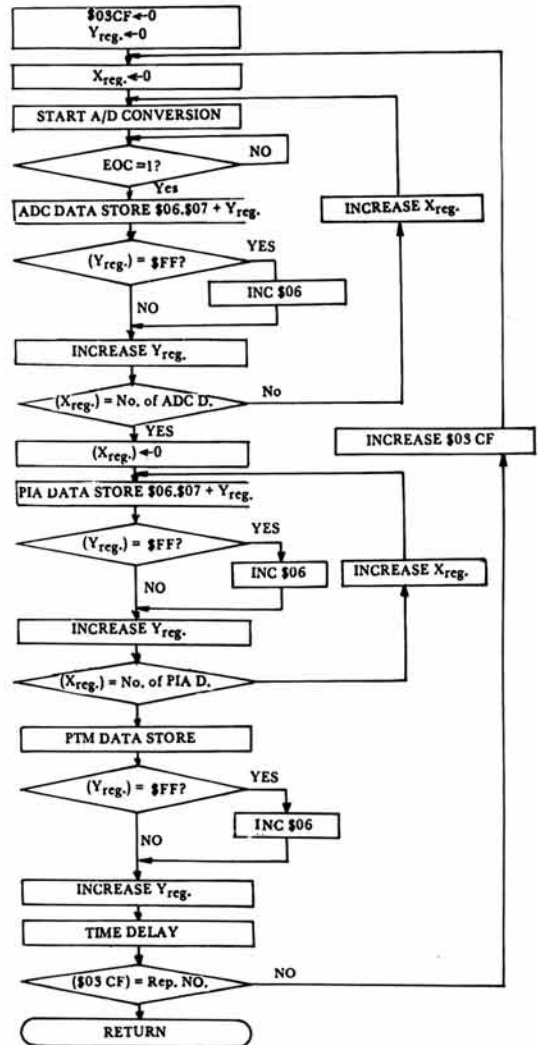 $03CF←0
Yreg.←0
Xreg.←0
START A/D CONVERSION
EOC =1?
NO
Yes
ADC DATA STORE $06.$07 + Yreg.
INCREASE Xreg.
(Yreg.) = $FF?
YES
INC $06
NO
INCREASE Yreg.
(Xreg.) = No. of ADC D.
No
YES
INCREASE $03 CF
(Xreg.)←0
PIA DATA STORE $06.$07 + Yreg.
(Yreg.) = $FF?
YES
INC $06
INCREASE Xreg.
NO
INCREASE Yreg.
(Xreg.) = No. of PIA D.
PTM DATA STORE
(Yreg.) = $FF?
YES
INC $06
NO
INCREASE Yreg.
TIME DELAY
($03 CF) = Rep. NO.
NO
RETURN